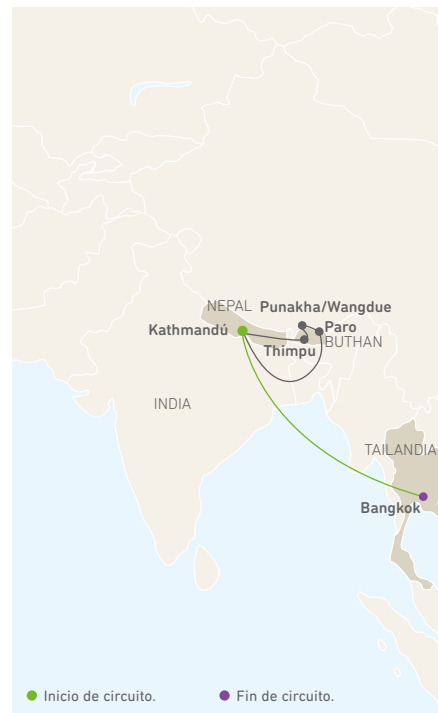 NEPAL
Punakha/Wangdue
Kathmandú
Paro
Thimpu
BUTHAN
INDIA
TAILANDIA
Bangkok
Inicio de circuito.
Fin de circuito.